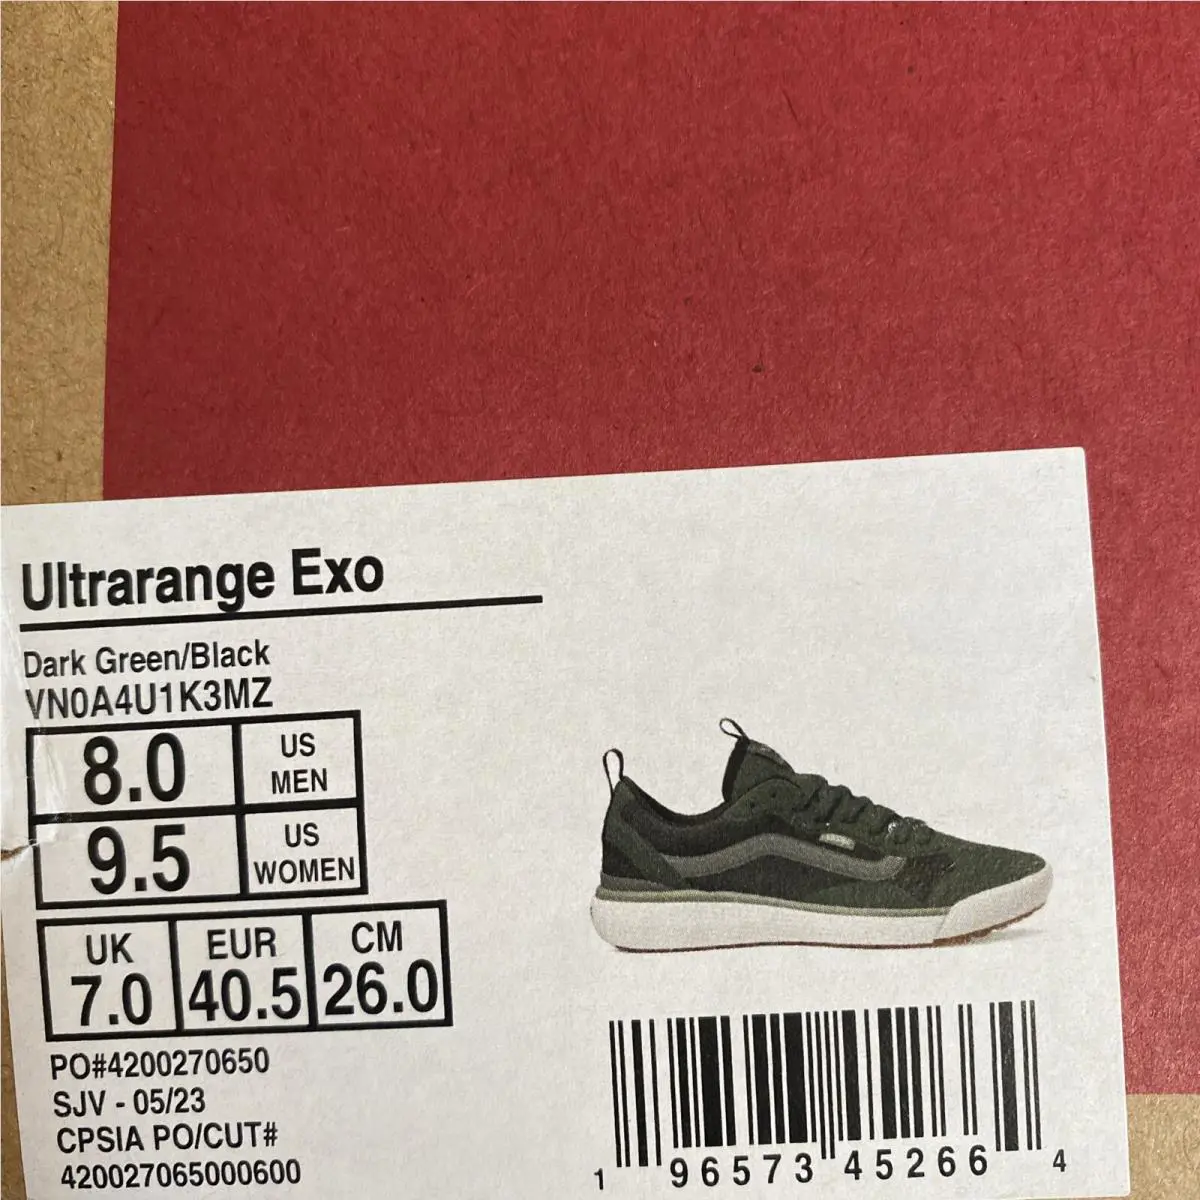 Ultrarange Exo
Dark Green/Black
VN0A4U1K3MZ
8.0 US MEN
9.5 US WOMEN
UK EUR CM
7.0 40.5 26.0
PO#4200270650
SJV - 05/23
CPSIA PO/CUT#
420027065000600
1 96573 45266 4